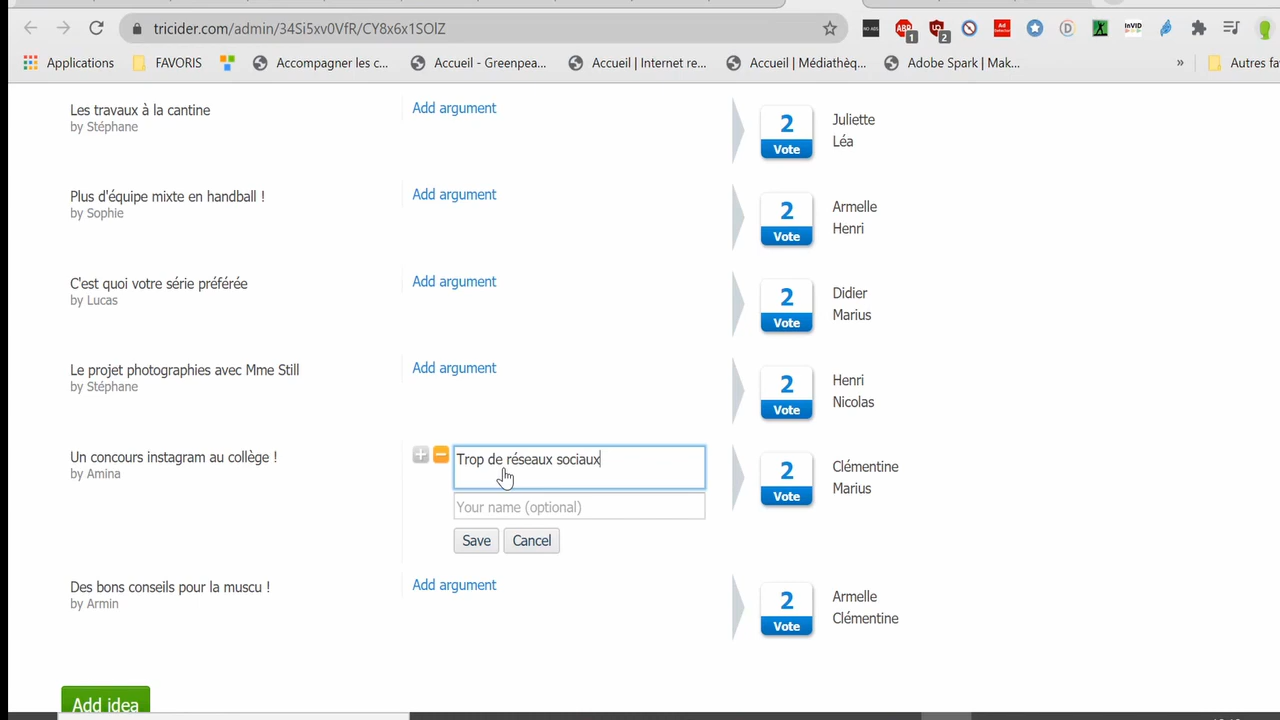 tricider.com/admin/34Si5xv0VfR/CY8x6x1SOlZ
1
2
Applications
FAVORIS
Accompagner les c...
Accueil - Greenpea...
Accueil | Internet re...
Accueil | Médiathèq...
Adobe Spark | Mak...
»
Autres fa
Les travaux à la cantine
by Stéphane
Add argument
2
Vote
Juliette
Léa
Plus d'équipe mixte en handball !
by Sophie
Add argument
2
Vote
Armelle
Henri
C'est quoi votre série préférée
by Lucas
Add argument
2
Vote
Didier
Marius
Le projet photographies avec Mme Still
by Stéphane
Add argument
2
Vote
Henri
Nicolas
Un concours instagram au collège !
by Amina
Trop de réseaux sociaux
Your name (optional)
Save
Cancel
2
Vote
Clémentine
Marius
Des bons conseils pour la muscu !
by Armin
Add argument
2
Vote
Armelle
Clémentine
Add idea